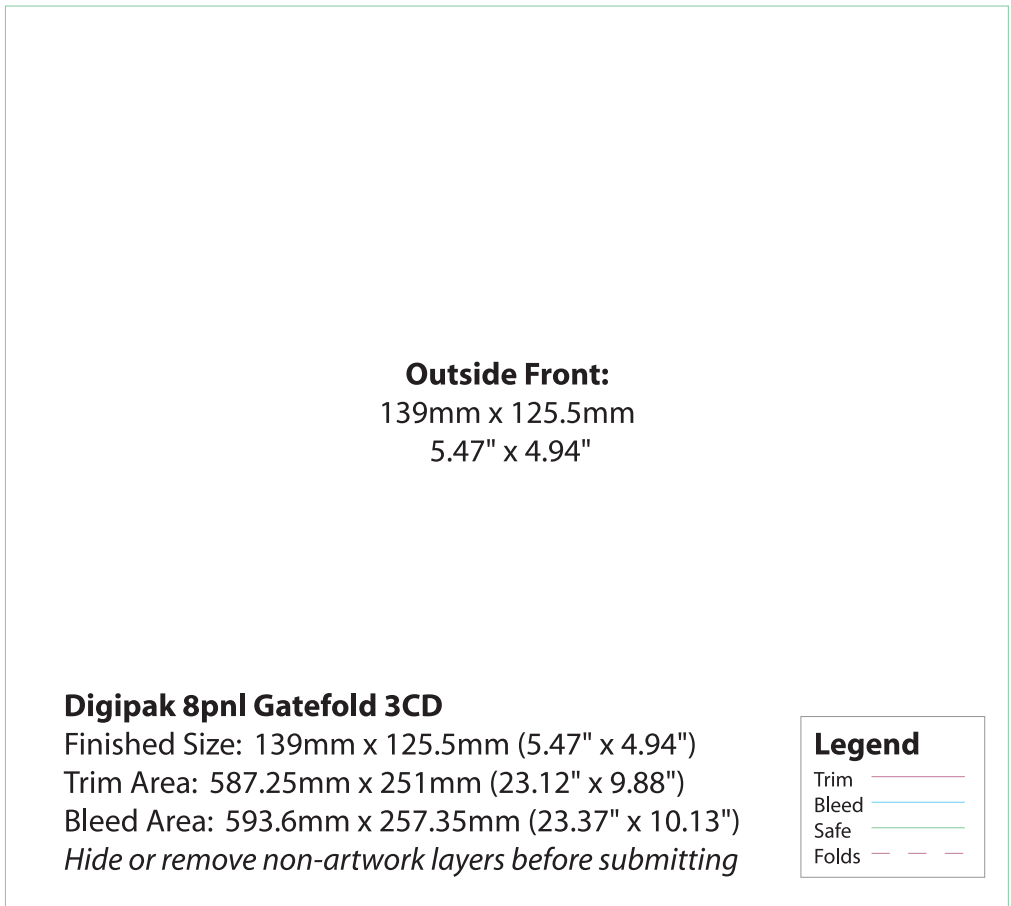 Outside Front:
139mm x 125.5mm
5.47" x 4.94"
Digipak 8pnl Gatefold 3CD
Finished Size: 139mm x 125.5mm (5.47" x 4.94")
Trim Area: 587.25mm x 251mm (23.12" x 9.88")
Bleed Area: 593.6mm x 257.35mm (23.37" x 10.13")
Hide or remove non-artwork layers before submitting
Legend
Trim
Bleed
Safe
Folds